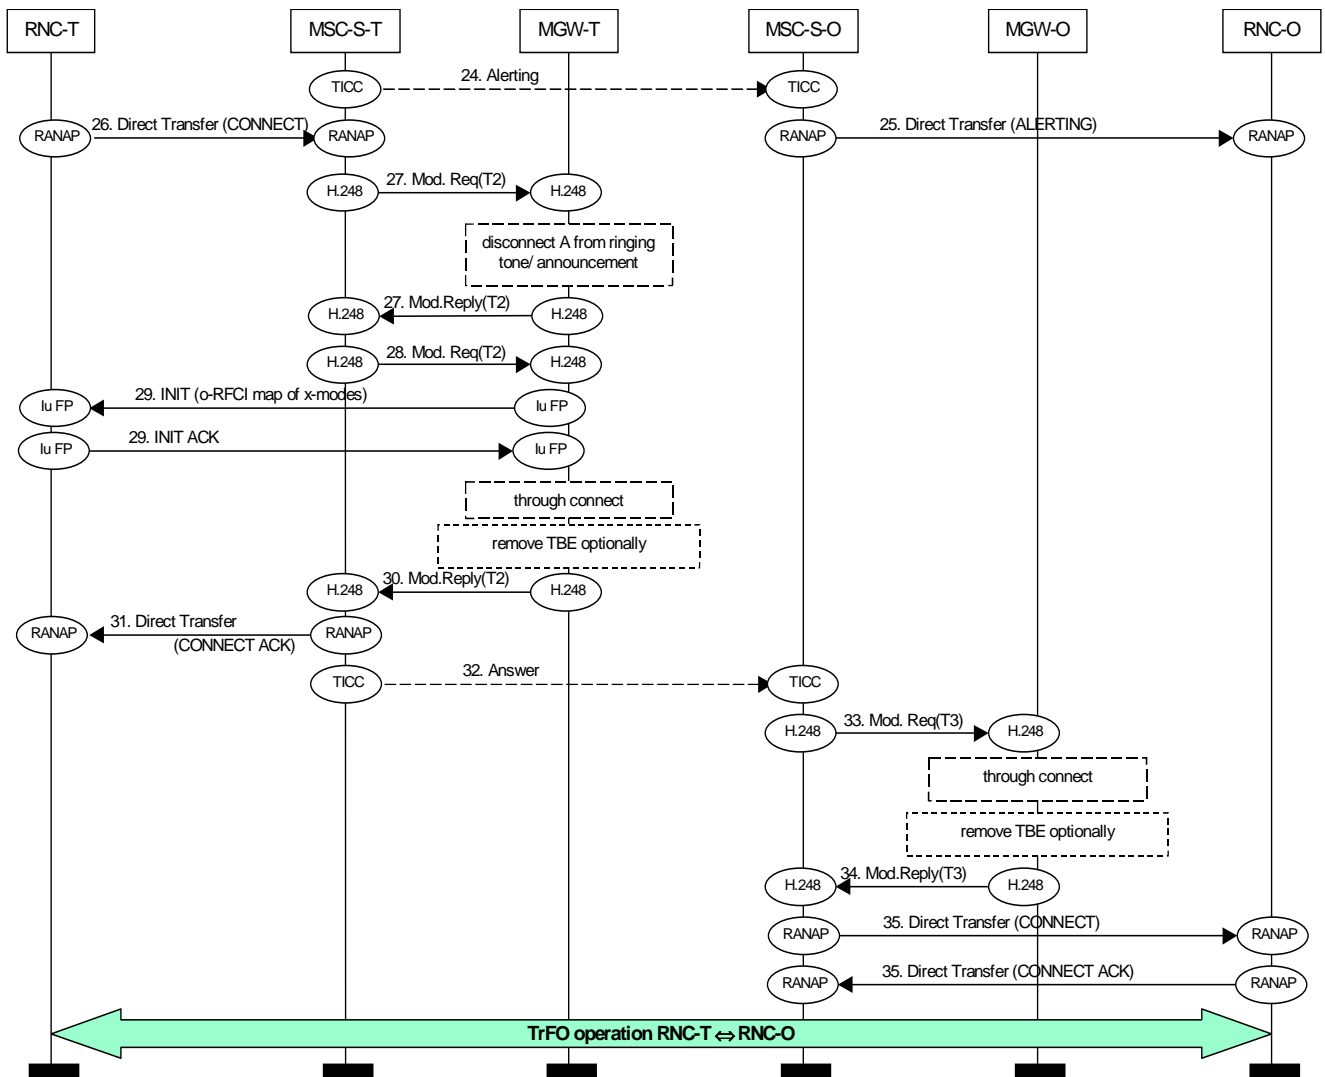 RNC-T MSC-S-T MGW-T MSC-S-O MGW-O RNC-O
TICC 24. Alerting TICC
RANAP 26. Direct Transfer (CONNECT) RANAP RANAP 25. Direct Transfer (ALERTING) RANAP
H.248 27. Mod. Req(T2) H.248
disconnect A from ringing
tone/ announcement
H.248 27. Mod.Reply(T2) H.248
H.248 28. Mod. Req(T2) H.248
Iu FP 29. INIT (o-RFCI map of x-modes) Iu FP
Iu FP 29. INIT ACK Iu FP
through connect
remove TBE optionally
H.248 30. Mod.Reply(T2) H.248
RANAP 31. Direct Transfer RANAP
(CONNECT ACK)
TICC 32. Answer TICC
H.248 33. Mod. Req(T3) H.248
through connect
remove TBE optionally
H.248 34. Mod.Reply(T3) H.248
RANAP 35. Direct Transfer (CONNECT) RANAP
RANAP 35. Direct Transfer (CONNECT ACK) RANAP
TrFO operation RNC-T ⇔ RNC-O